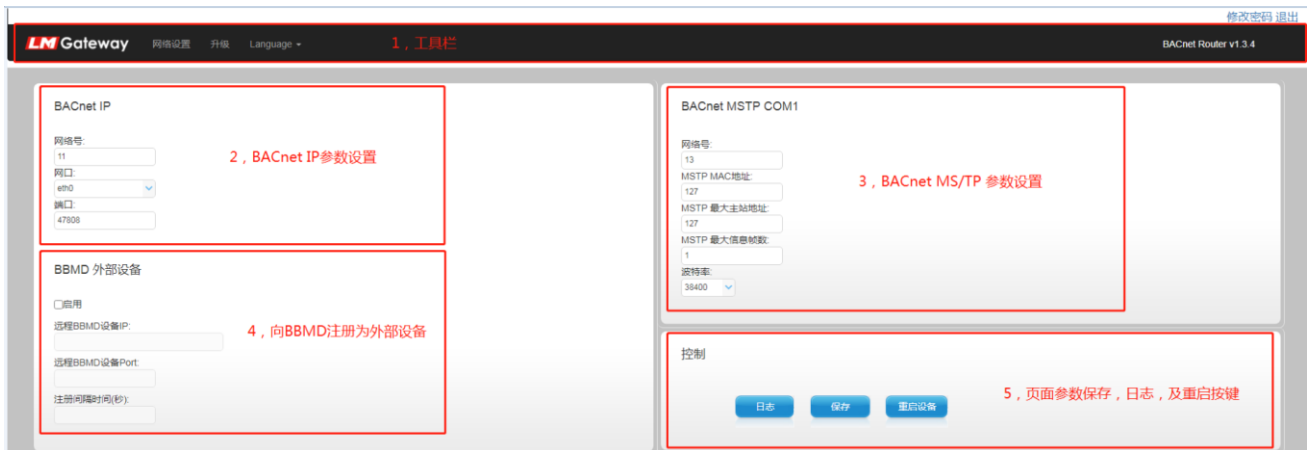 修改密码 退出
LM Gateway 网络设置 升级 Language 1，工具栏 BACnet Router v1.3.4
BACnet IP
网络号:
11
2，BACnet IP参数设置
网口:
eth0
端口:
47808
BBMD 外部设备
启用
远程BBMD设备IP:
4，向BBMD注册为外部设备
远程BBMD设备Port:
注册间隔时间(秒):
BACnet MSTP COM1
网络号:
13
MSTP MAC地址:
3，BACnet MS/TP 参数设置
127
MSTP 最大主站地址:
127
MSTP 最大信息帧数:
1
波特率:
38400
控制
5，页面参数保存，日志，及重启按键
日志 保存 重启设备